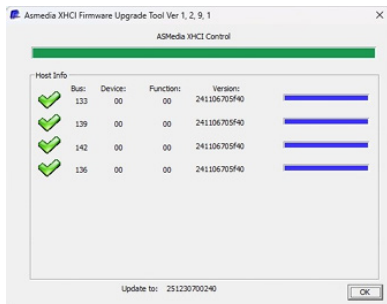 Asmedia XHCI Firmware Upgrade Tool Ver 1, 2, 9, 1
ASMedia XHCI Control
Host Info
Bus: Device: Function: Version:
133 00 00 241106705f40
139 00 00 241106705f40
142 00 00 241106705f40
136 00 00 241106705f40
Update to: 251230700240
OK